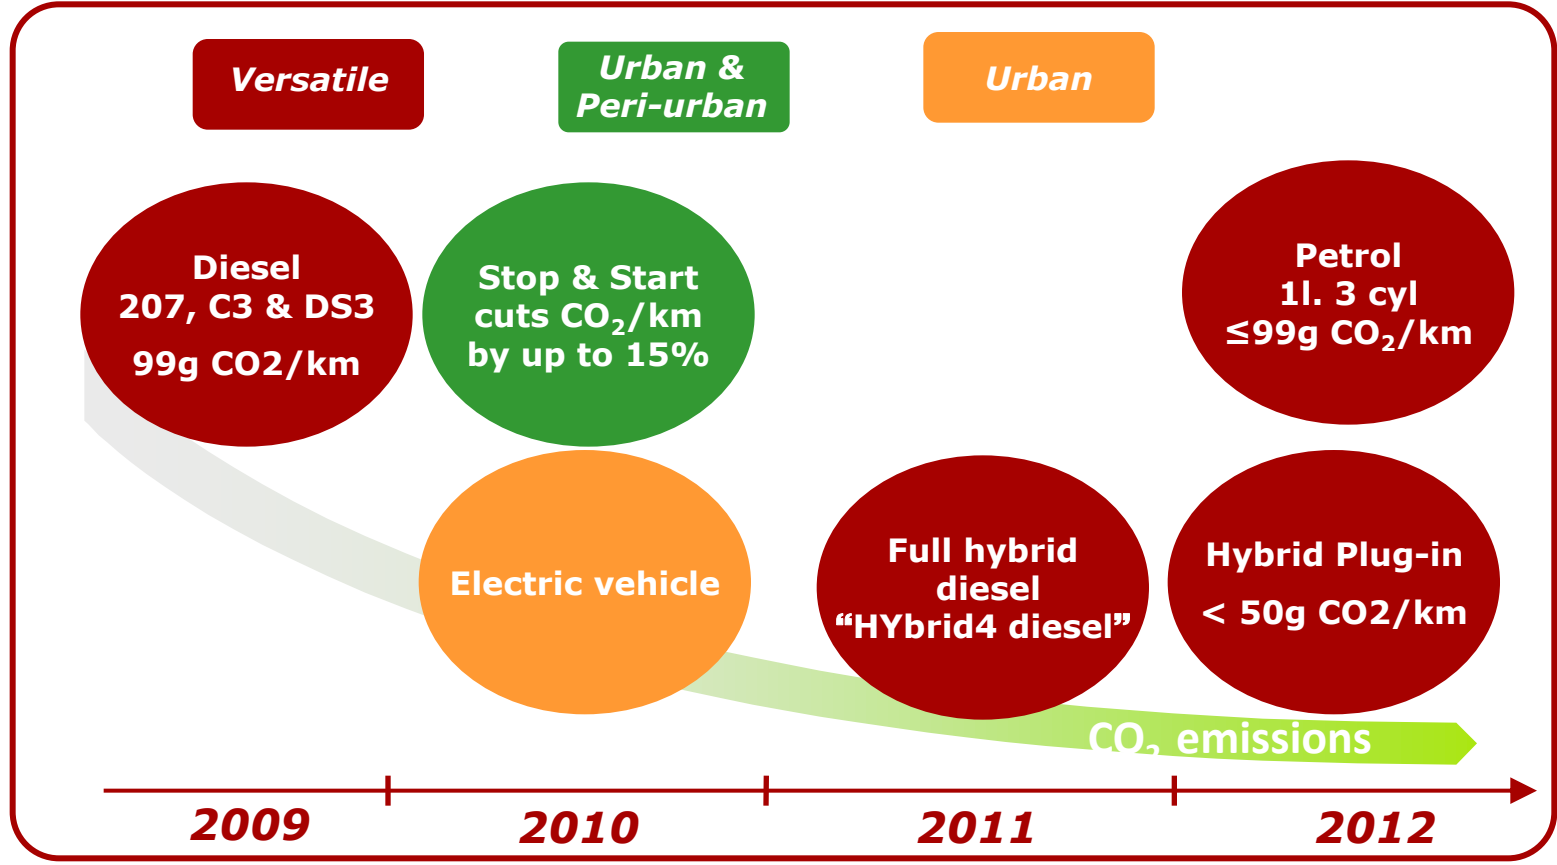 Versatile
Urban &
Peri-urban
Urban
Diesel
207, C3 & DS3
99g CO2/km
Stop & Start
cuts CO₂/km
by up to 15%
Petrol
1l. 3 cyl
≤99g CO₂/km
Electric vehicle
Full hybrid
diesel
“HYbrid4 diesel”
Hybrid Plug-in
< 50g CO2/km
CO₂ emissions
2009
2010
2011
2012